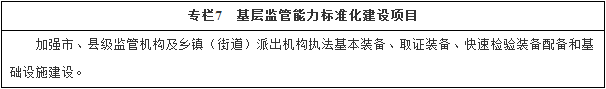 专栏7　基层监管能力标准化建设项目
加强市、县级监管机构及乡镇（街道）派出机构执法基本装备、取证装备、快速检验装备配备和基
础设施建设。